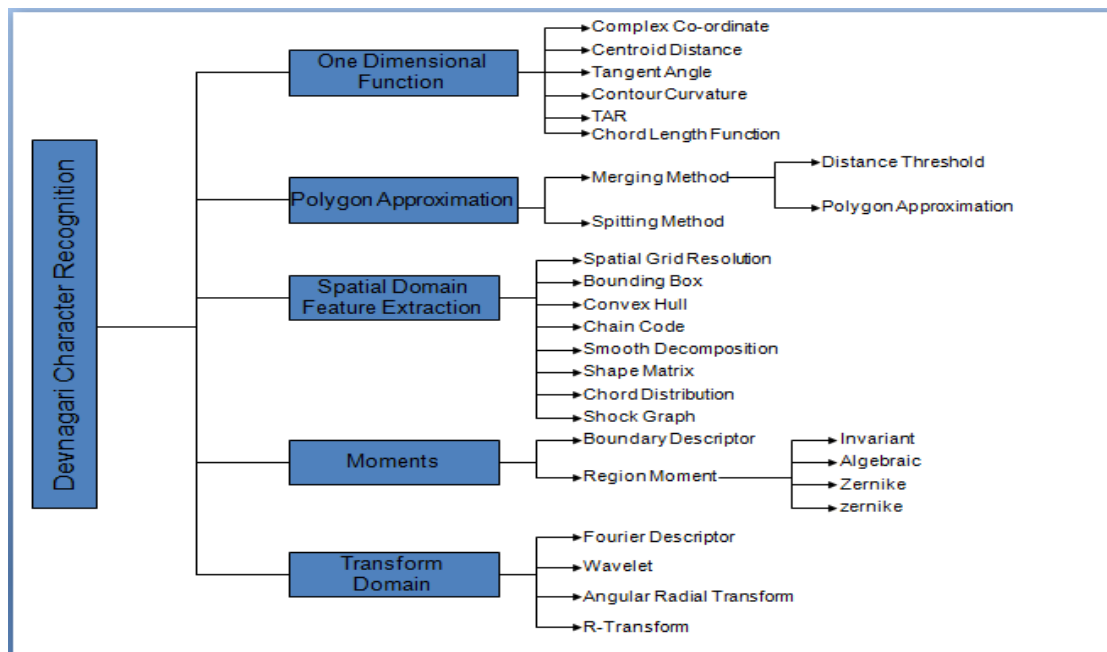 Devnagari Character Recognition
One Dimensional
Function
Complex Co-ordinate
Centroid Distance
Tangent Angle
Contour Curvature
TAR
Chord Length Function
Polygon Approximation
Merging Method
Spitting Method
Distance Threshold
Polygon Approximation
Spatial Domain
Feature Extraction
Spatial Grid Resolution
Bounding Box
Convex Hull
Chain Code
Smooth Decomposition
Shape Matrix
Chord Distribution
Shock Graph
Moments
Boundary Descriptor
Region Moment
Invariant
Algebraic
Zernike
zernike
Transform
Domain
Fourier Descriptor
Wavelet
Angular Radial Transform
R-Transform